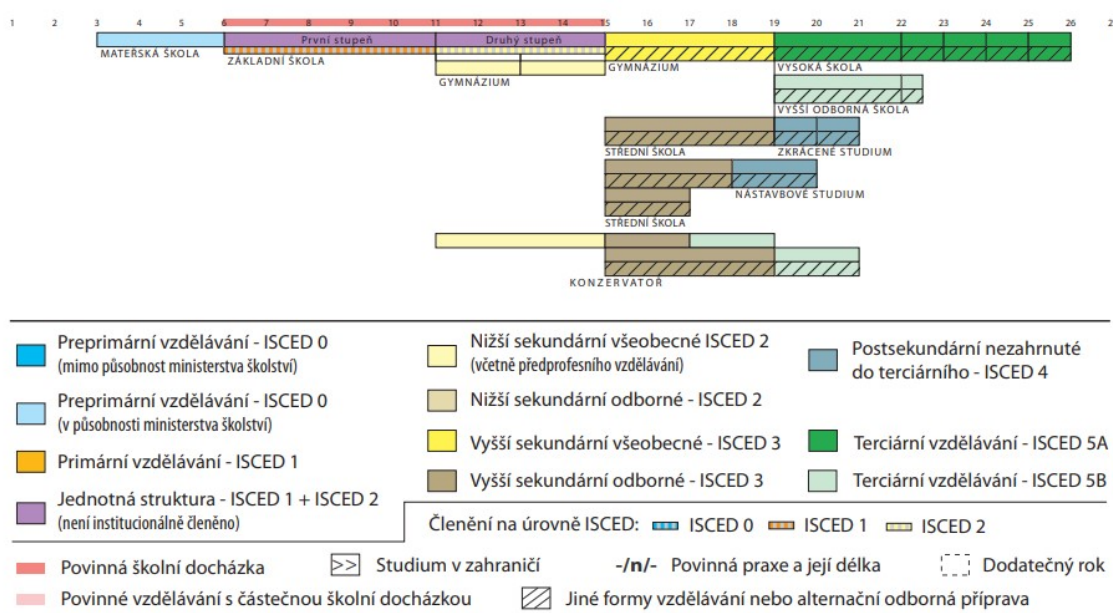 1 2 3 4 5 6 7 8 9 10 11 12 13 14 15 16 17 18 19 20 21 22 23 24 25 26 2
První stupeň Druhý stupeň
MATEŘSKÁ ŠKOLA ZÁKLADNÍ ŠKOLA GYMNÁZIUM VYSOKÁ ŠKOLA
GYMNÁZIUM
VYŠŠÍ ODBORNÁ ŠKOLA
STŘEDNÍ ŠKOLA ZKRÁCENÉ STUDIUM
NÁSTAVBOVÉ STUDIUM
STŘEDNÍ ŠKOLA
KONZERVATOŘ
Preprimární vzdělávání - ISCED 0
(mimo působnost ministerstva školství)
Preprimární vzdělávání - ISCED 0
(v působnosti ministerstva školství)
Primární vzdělávání - ISCED 1
Jednotná struktura - ISCED 1 + ISCED 2
(není institucionálně členěno)
Nižší sekundární všeobecné ISCED 2
(včetně předprofesního vzdělávání)
Nižší sekundární odborné - ISCED 2
Vyšší sekundární všeobecné - ISCED 3
Vyšší sekundární odborné - ISCED 3
Postsekundární nezahrnuté
do terciárního - ISCED 4
Terciární vzdělávání - ISCED 5A
Terciární vzdělávání - ISCED 5B
Členění na úrovně ISCED: ISCED 0 ISCED 1 ISCED 2
Povinná školní docházka >> Studium v zahraničí -/n/- Povinná praxe a její délka Dodatečný rok
Povinné vzdělávání s částečnou školní docházkou Jiné formy vzdělávání nebo alternační odborná příprava